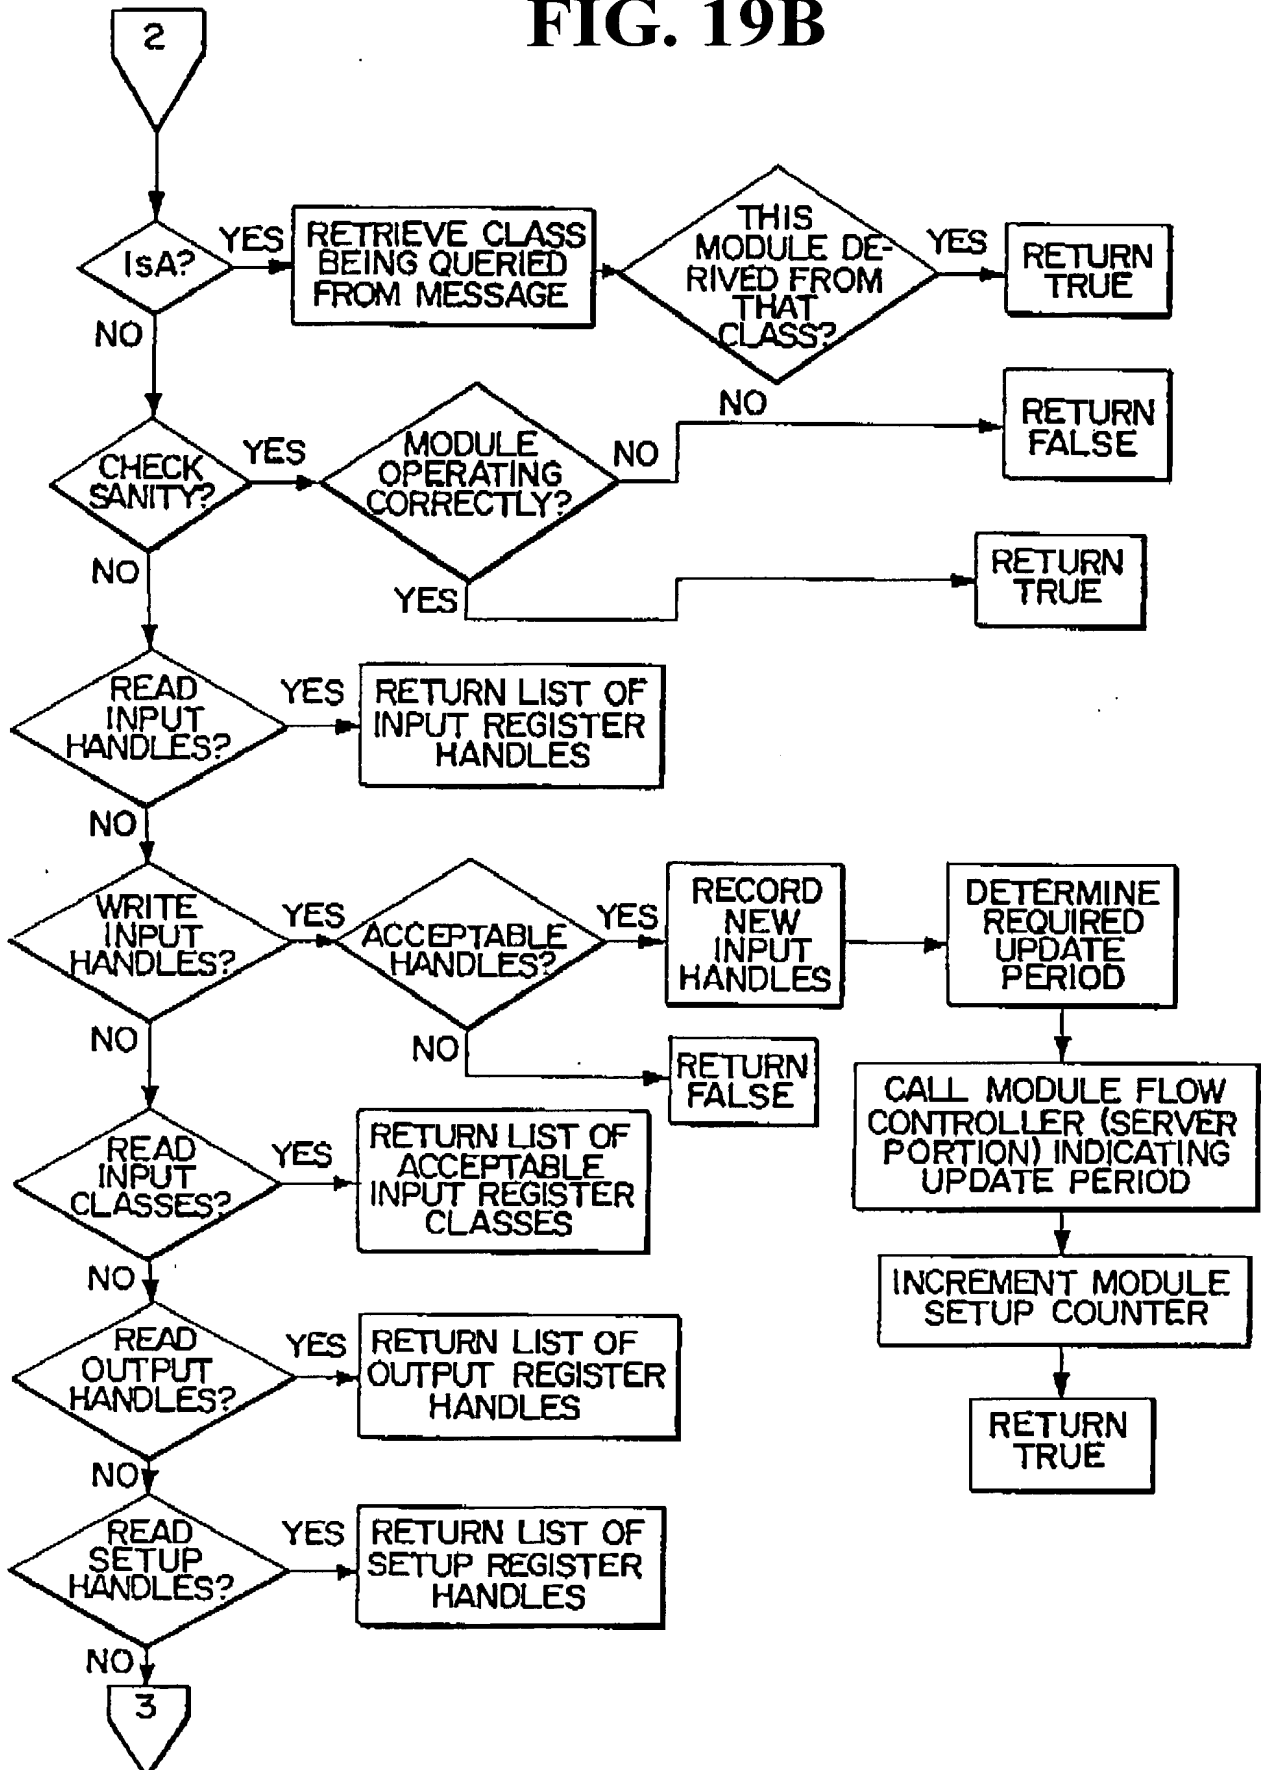 FIG. 19B
2
IsA?
YES
RETRIEVE CLASS
BEING QUERIED
FROM MESSAGE
THIS
MODULE DE-
RIVED FROM
THAT
CLASS?
YES
RETURN
TRUE
NO
NO
RETURN
FALSE
CHECK
SANITY?
YES
MODULE
OPERATING
CORRECTLY?
NO
YES
RETURN
TRUE
NO
READ
INPUT
HANDLES?
YES
RETURN LIST OF
INPUT REGISTER
HANDLES
NO
WRITE
INPUT
HANDLES?
YES
ACCEPTABLE
HANDLES?
YES
RECORD
NEW
INPUT
HANDLES
DETERMINE
REQUIRED
UPDATE
PERIOD
NO
NO
RETURN
FALSE
CALL MODULE FLOW
CONTROLLER (SERVER
PORTION) INDICATING
UPDATE PERIOD
READ
INPUT
CLASSES?
YES
RETURN LIST OF
ACCEPTABLE
INPUT REGISTER
CLASSES
INCREMENT MODULE
SETUP COUNTER
NO
READ
OUTPUT
HANDLES?
YES
RETURN LIST OF
OUTPUT REGISTER
HANDLES
RETURN
TRUE
NO
READ
SETUP
HANDLES?
YES
RETURN LIST OF
SETUP REGISTER
HANDLES
NO
3